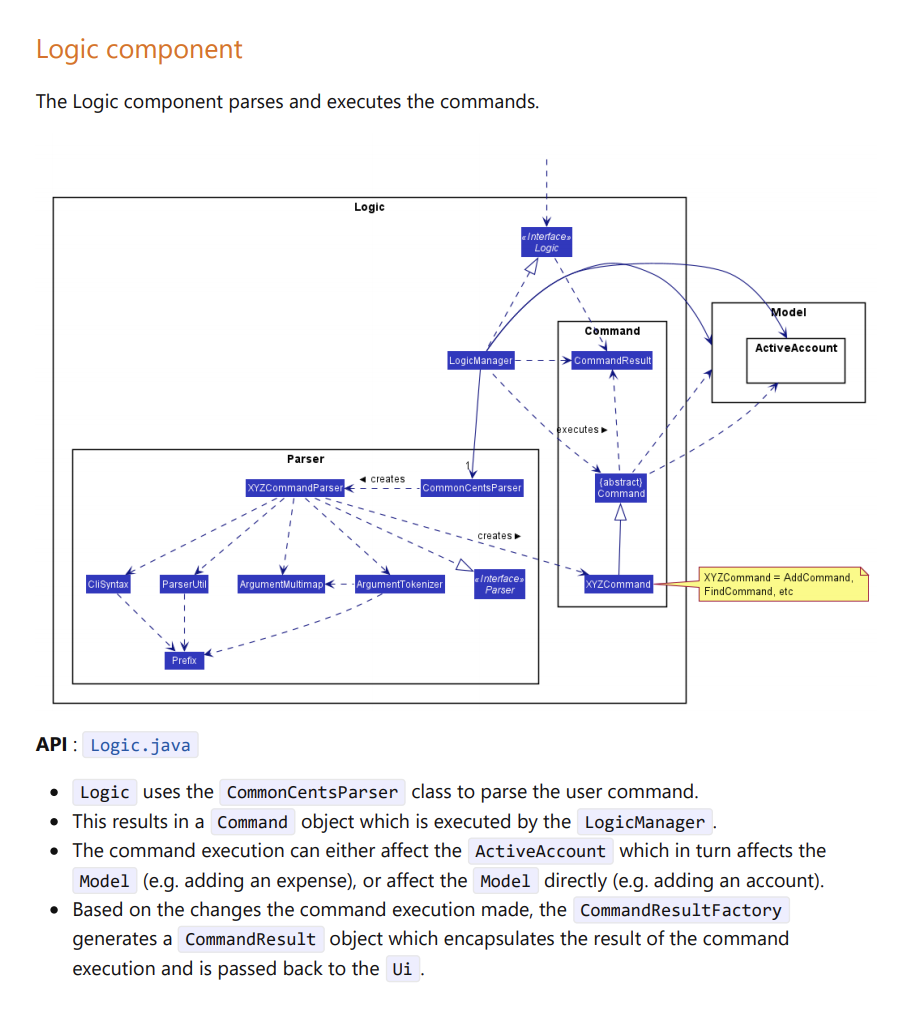 Logic component
The Logic component parses and executes the commands.
Logic
«Interface»
Logic
Model
ActiveAccount
Command
LogicManager
CommandResult
executes ►
Parser
1
XYZCommandParser
◄ creates
CommonCentsParser
{abstract}
Command
creates ►
CliSyntax
ParserUtil
ArgumentMultimap
ArgumentTokenizer
«Interface»
Parser
XYZCommand
XYZCommand = AddCommand,
FindCommand, etc
Prefix
API : Logic.java
• Logic uses the CommonCentsParser class to parse the user command.
• This results in a Command object which is executed by the LogicManager.
• The command execution can either affect the ActiveAccount which in turn affects the
Model (e.g. adding an expense), or affect the Model directly (e.g. adding an account).
• Based on the changes the command execution made, the CommandResultFactory
generates a CommandResult object which encapsulates the result of the command
execution and is passed back to the Ui.